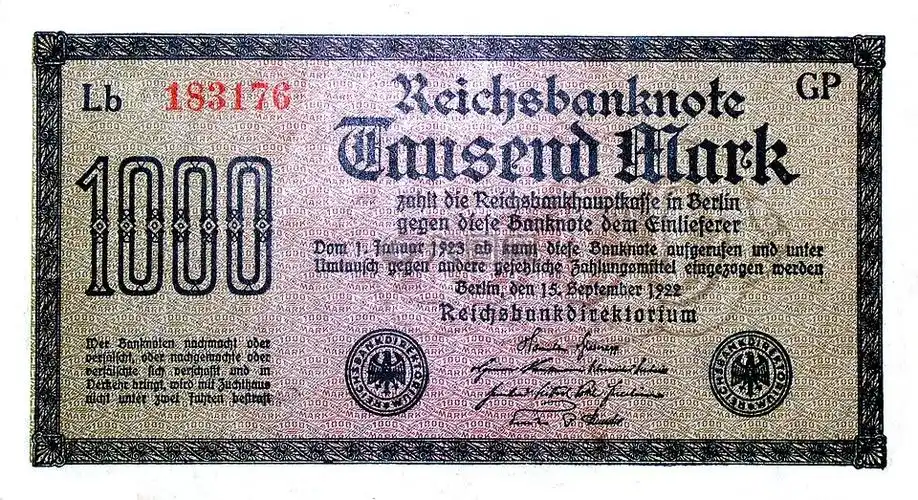 Lb 183176
GP
Reichsbanknote
Tausend Mark
1000
zahlt die Reichsbankhauptkasse in Berlin
gegen diese Banknote dem Einlieferer
Vom 1. Januar 1923 ab kann diese Banknote aufgerufen und unter
Umtausch gegen andere gesetzliche Zahlungsmittel eingezogen werden
Berlin, den 15. September 1922
Reichsbankdirektorium
Wer Banknoten nachmacht oder
verfälscht, oder nachgemachte oder
verfälschte sich verschafft und in
Verkehr bringt, wird mit Zuchthaus
nicht unter zwei Jahren bestraft
REICHSBANKDIREKTORIUM
REICHSBANKDIREKTORIUM